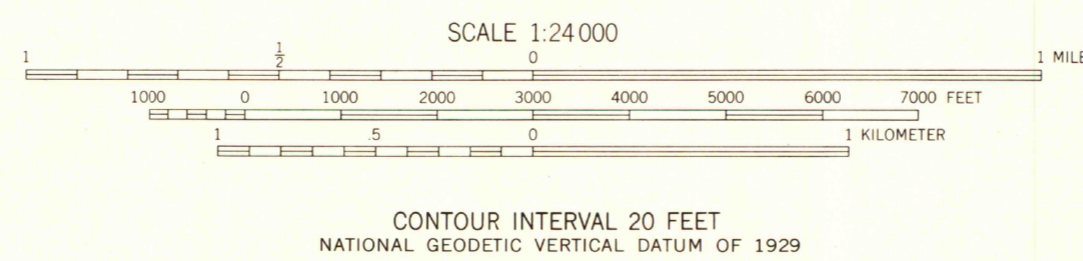 SCALE 1:24 000
1 ½ 0 1 MILE
1000 0 1000 2000 3000 4000 5000 6000 7000 FEET
1 .5 0 1 KILOMETER
CONTOUR INTERVAL 20 FEET
NATIONAL GEODETIC VERTICAL DATUM OF 1929